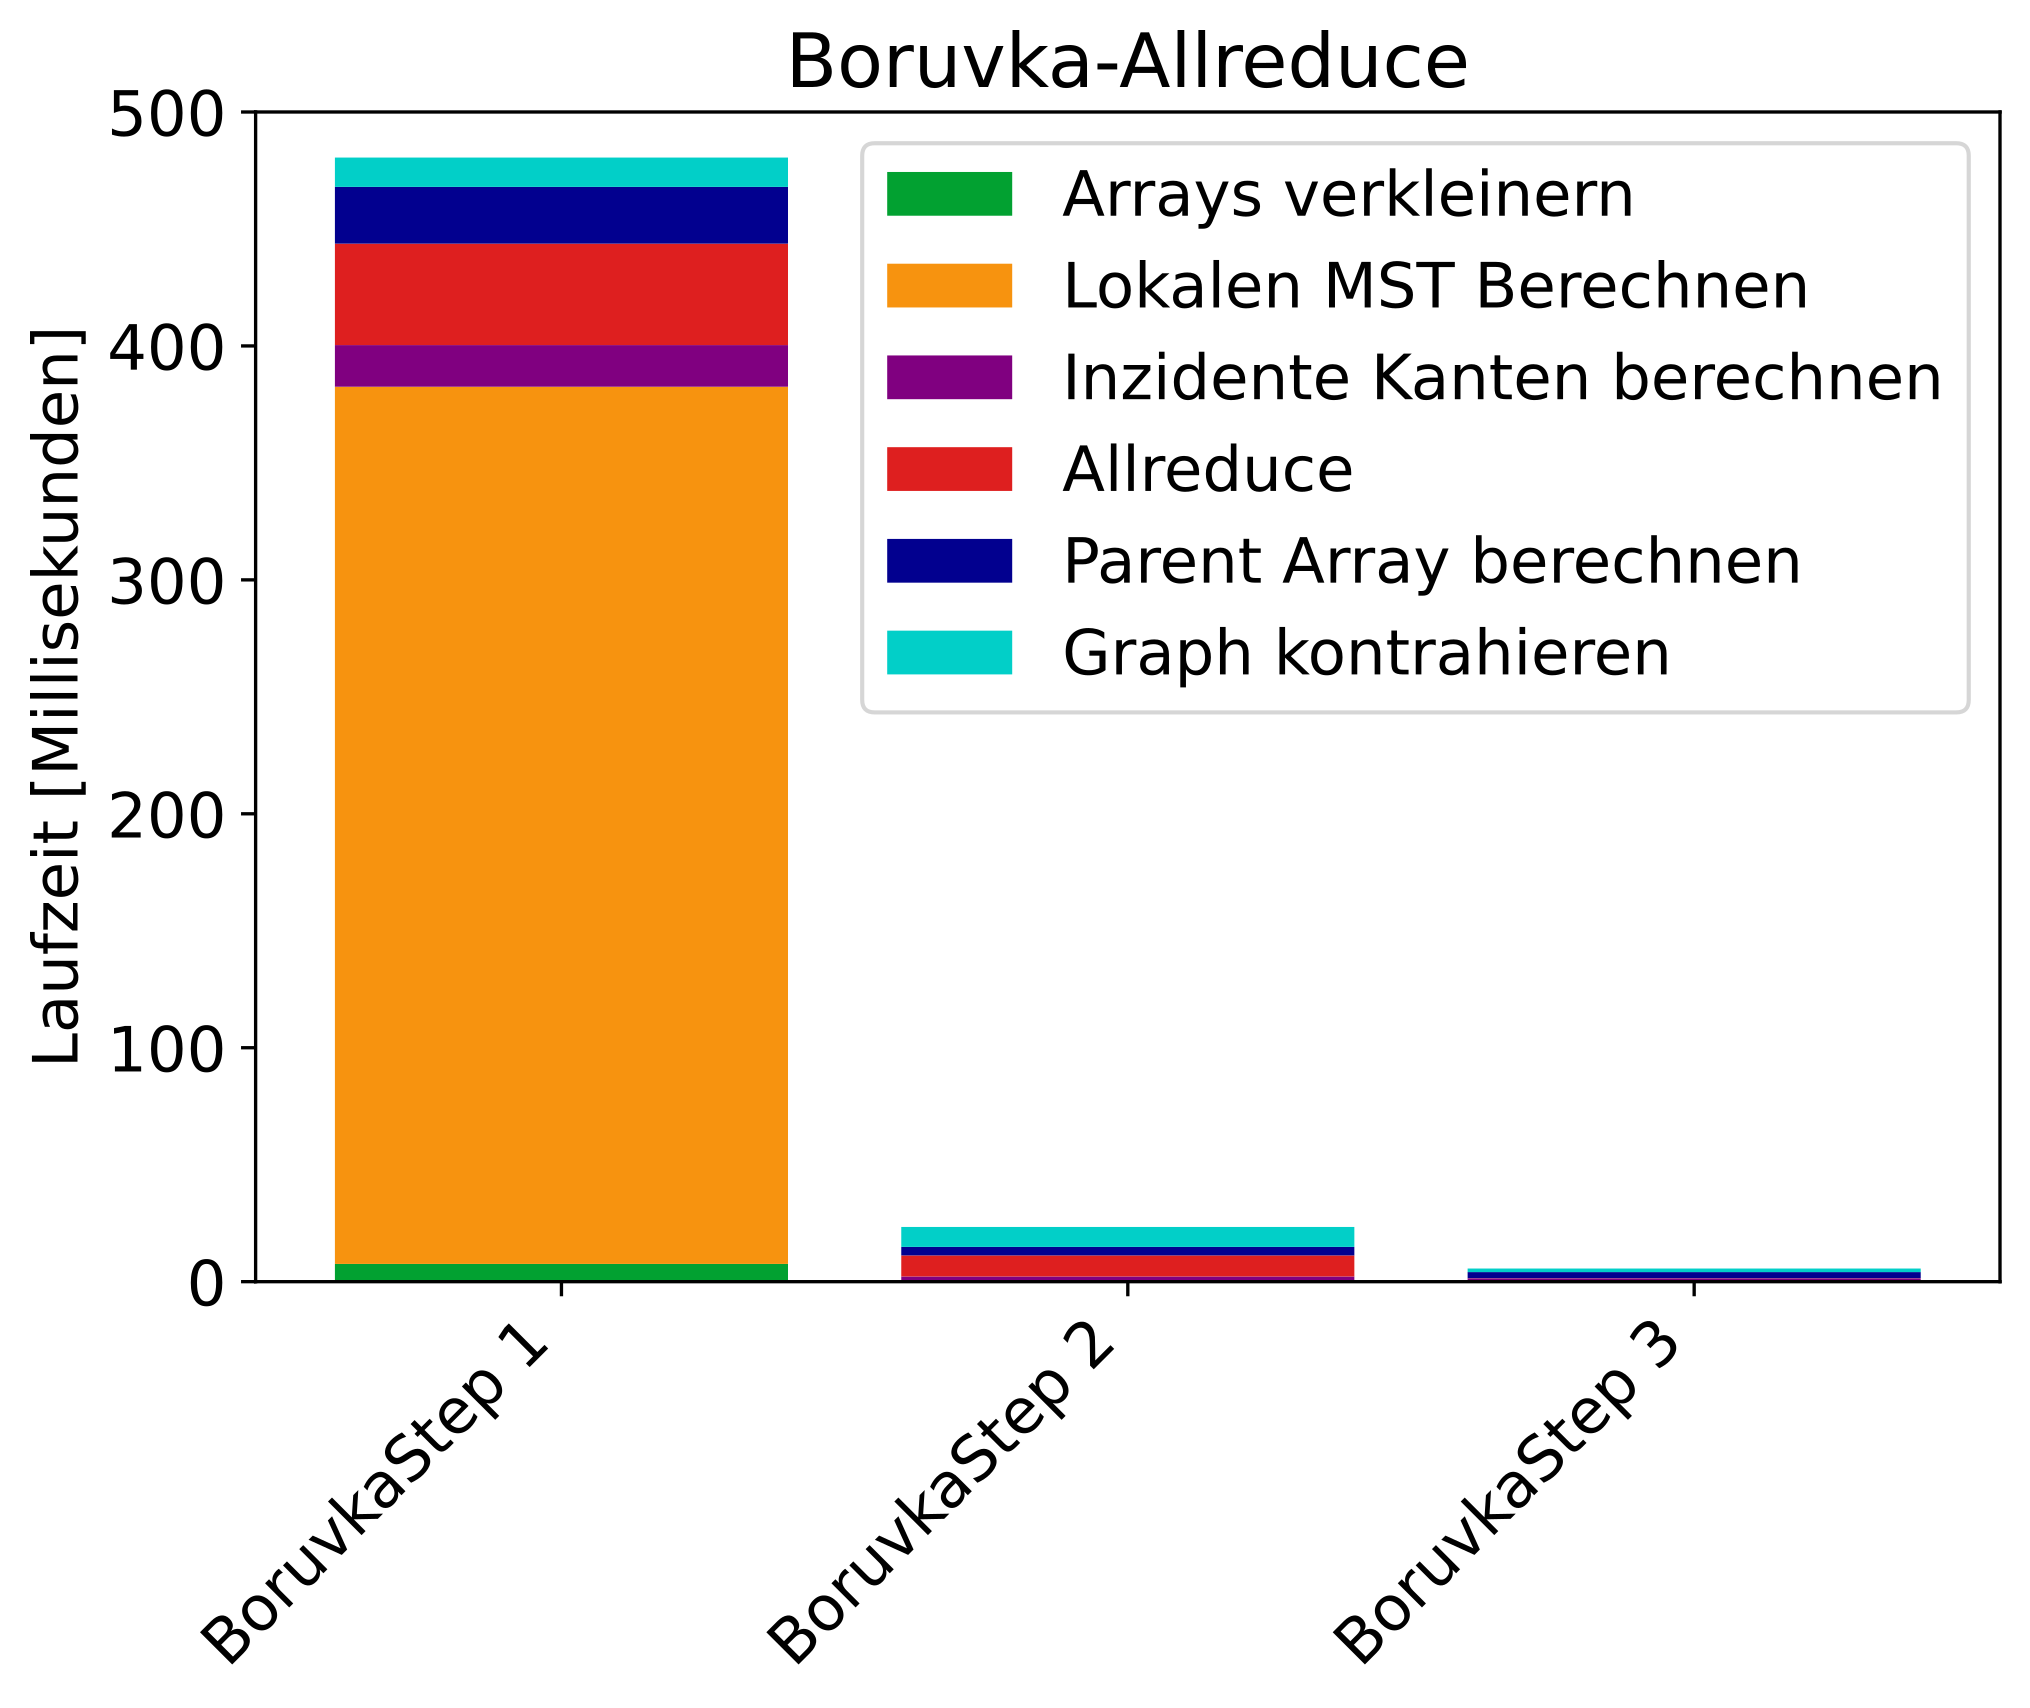 Boruvka-Allreduce
Laufzeit [Millisekunden]
500
400
300
200
100
0
Arrays verkleinern
Lokalen MST Berechnen
Inzidente Kanten berechnen
Allreduce
Parent Array berechnen
Graph kontrahieren
BoruvkaStep 1
BoruvkaStep 2
BoruvkaStep 3